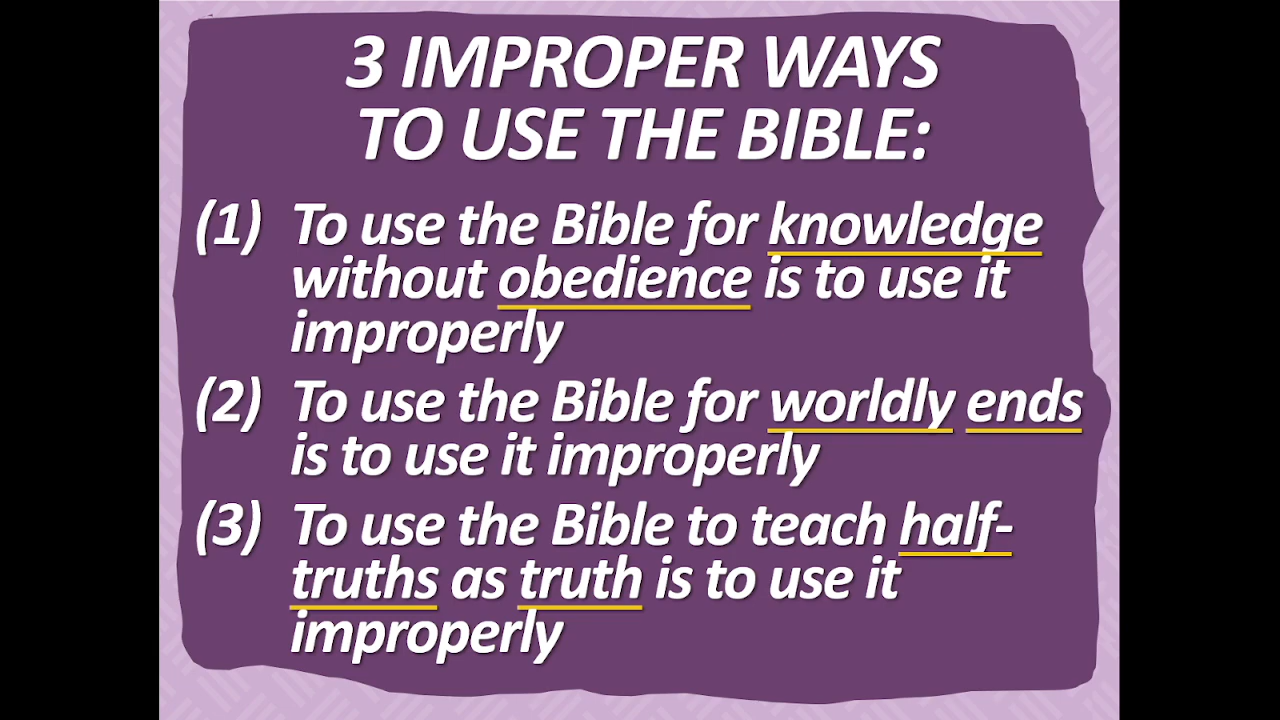 3 IMPROPER WAYS
TO USE THE BIBLE:
(1) To use the Bible for knowledge
without obedience is to use it
improperly
(2) To use the Bible for worldly ends
is to use it improperly
(3) To use the Bible to teach half-
truths as truth is to use it
improperly